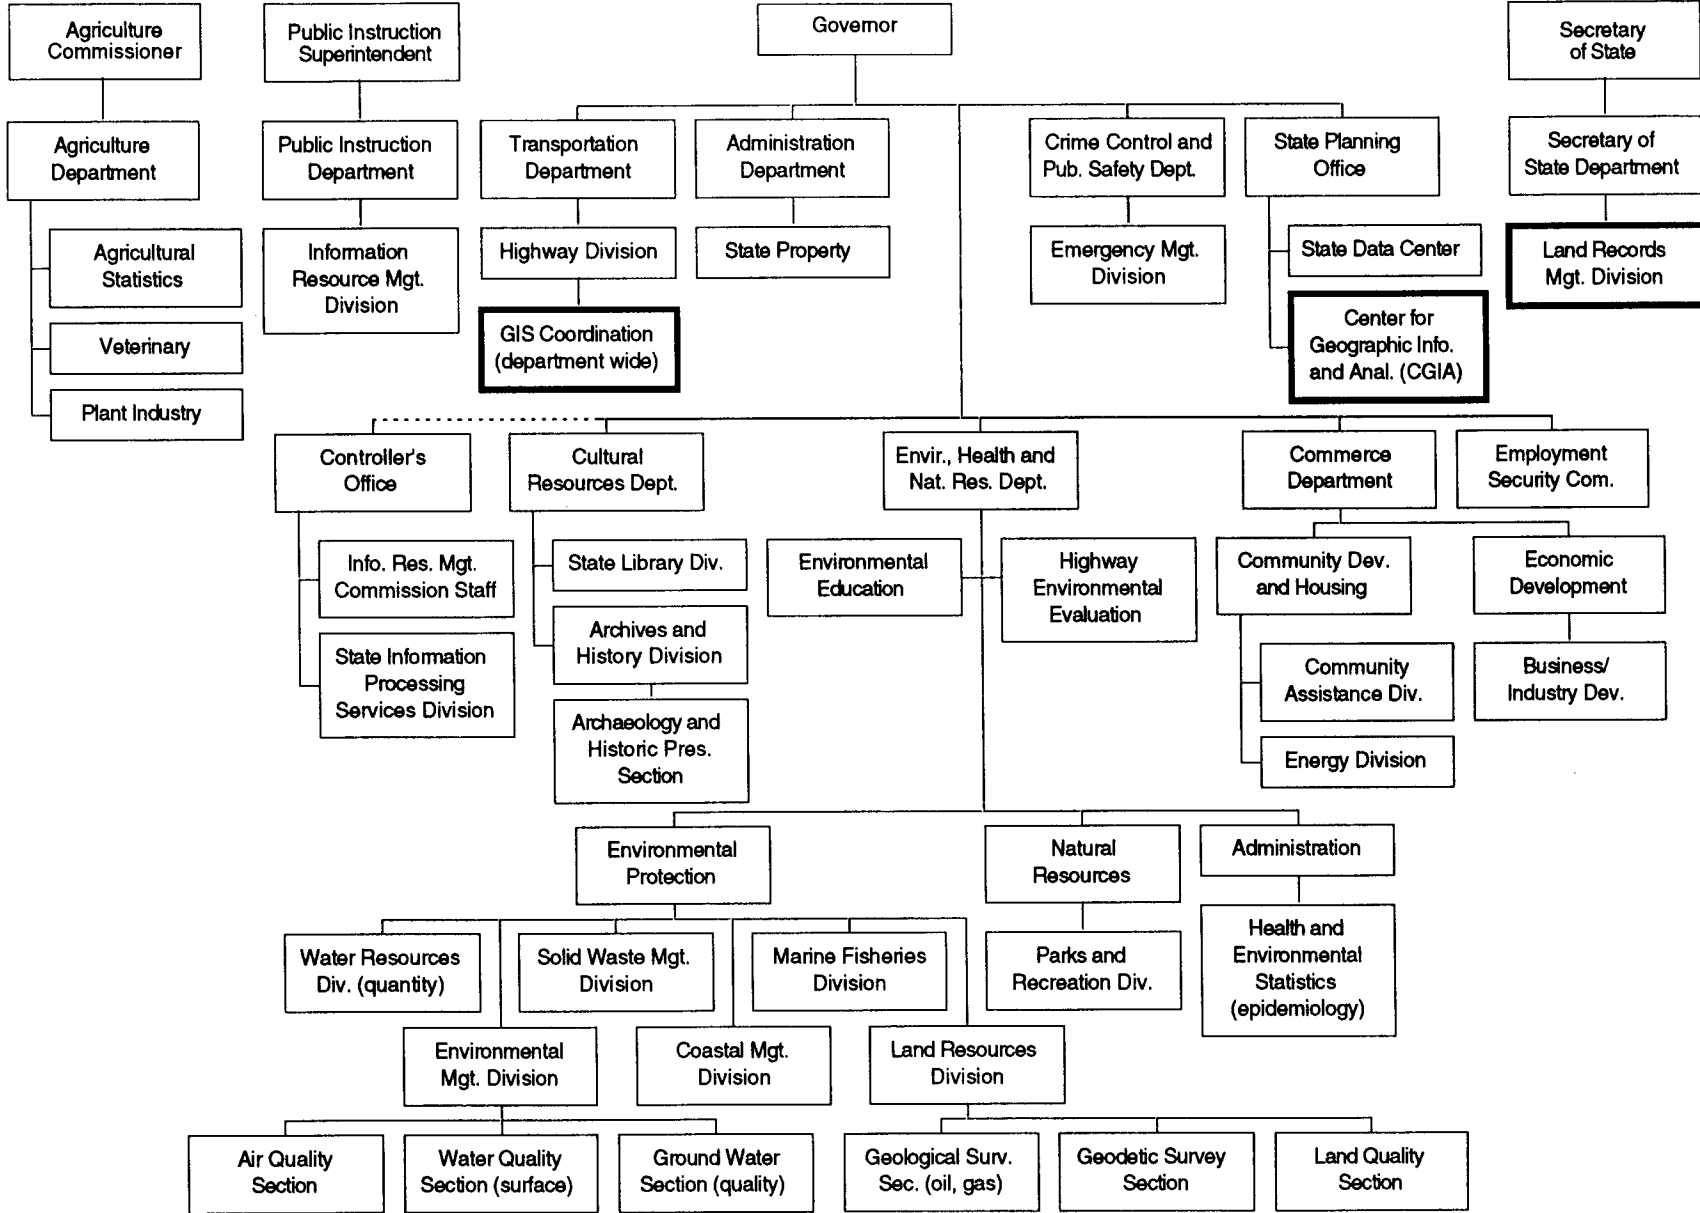 Agriculture
Commissioner
Public Instruction
Superintendent
Governor
Secretary
of State
Agriculture
Department
Public Instruction
Department
Transportation
Department
Administration
Department
Crime Control and
Pub. Safety Dept.
State Planning
Office
Secretary of
State Department
Agricultural
Statistics
Information
Resource Mgt.
Division
Highway Division
State Property
Emergency Mgt.
Division
State Data Center
Land Records
Mgt. Division
Veterinary
GIS Coordination
(department wide)
Center for
Geographic Info.
and Anal. (CGIA)
Plant Industry
Controller's
Office
Cultural
Resources Dept.
Envir., Health and
Nat. Res. Dept.
Commerce
Department
Employment
Security Com.
Info. Res. Mgt.
Commission Staff
State Library Div.
Environmental
Education
Highway
Environmental
Evaluation
Community Dev.
and Housing
Economic
Development
State Information
Processing
Services Division
Archives and
History Division
Community
Assistance Div.
Business/
Industry Dev.
Archaeology and
Historic Pres.
Section
Energy Division
Environmental
Protection
Natural
Resources
Administration
Water Resources
Div. (quantity)
Solid Waste Mgt.
Division
Marine Fisheries
Division
Parks and
Recreation Div.
Health and
Environmental
Statistics
(epidemiology)
Environmental
Mgt. Division
Coastal Mgt.
Division
Land Resources
Division
Air Quality
Section
Water Quality
Section (surface)
Ground Water
Section (quality)
Geological Surv.
Sec. (oil, gas)
Geodetic Survey
Section
Land Quality
Section